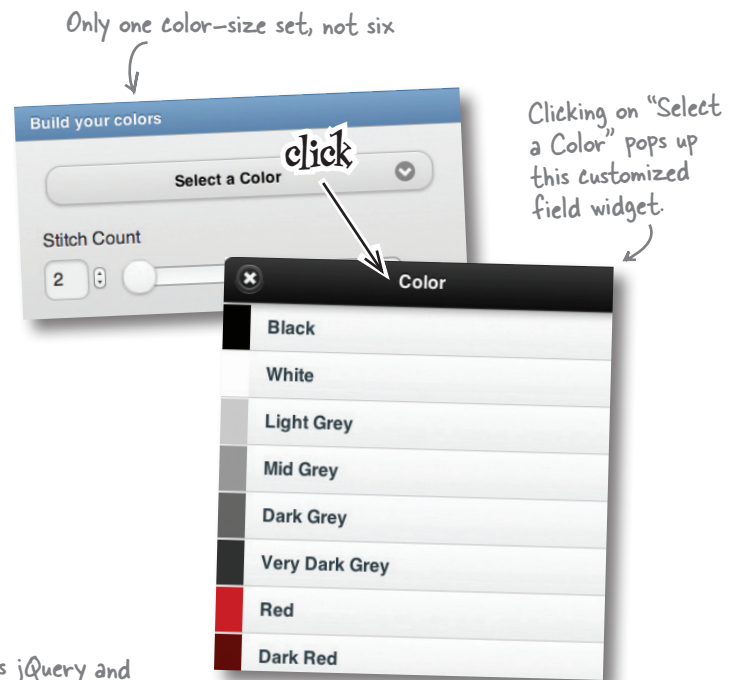 Only one color-size set, not six
Build your colors
click
Select a Color
Stitch Count
2
Clicking on "Select
a Color" pops up
this customized
field widget.
Color
Black
White
Light Grey
Mid Grey
Dark Grey
Very Dark Grey
Red
Dark Red
s jQuery and